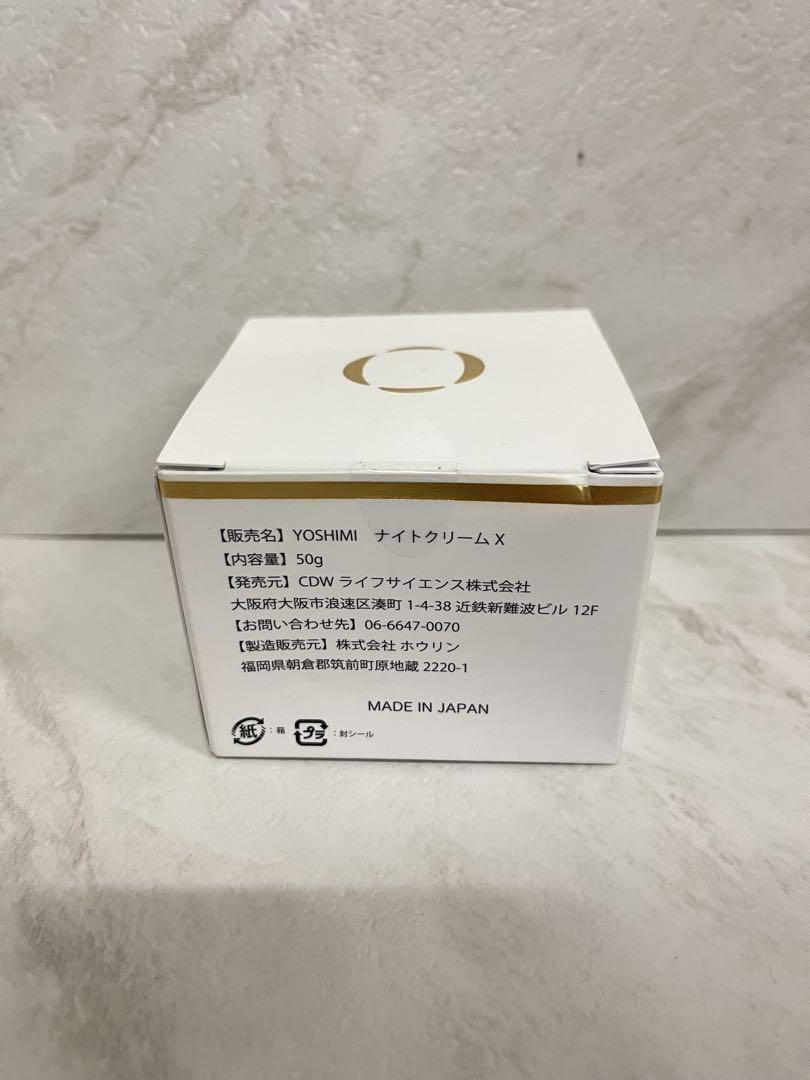 【販売名】YOSHIMI ナイトクリーム X
【内容量】50g
【発売元】CDW ライフサイエンス株式会社
大阪府大阪市浪速区湊町 1-4-38 近鉄新難波ビル 12F
【お問い合わせ先】06-6647-0070
【製造販売元】株式会社 ホウリン
福岡県朝倉郡筑前町原地蔵 2220-1
MADE IN JAPAN
紙：箱 プラ：封シール